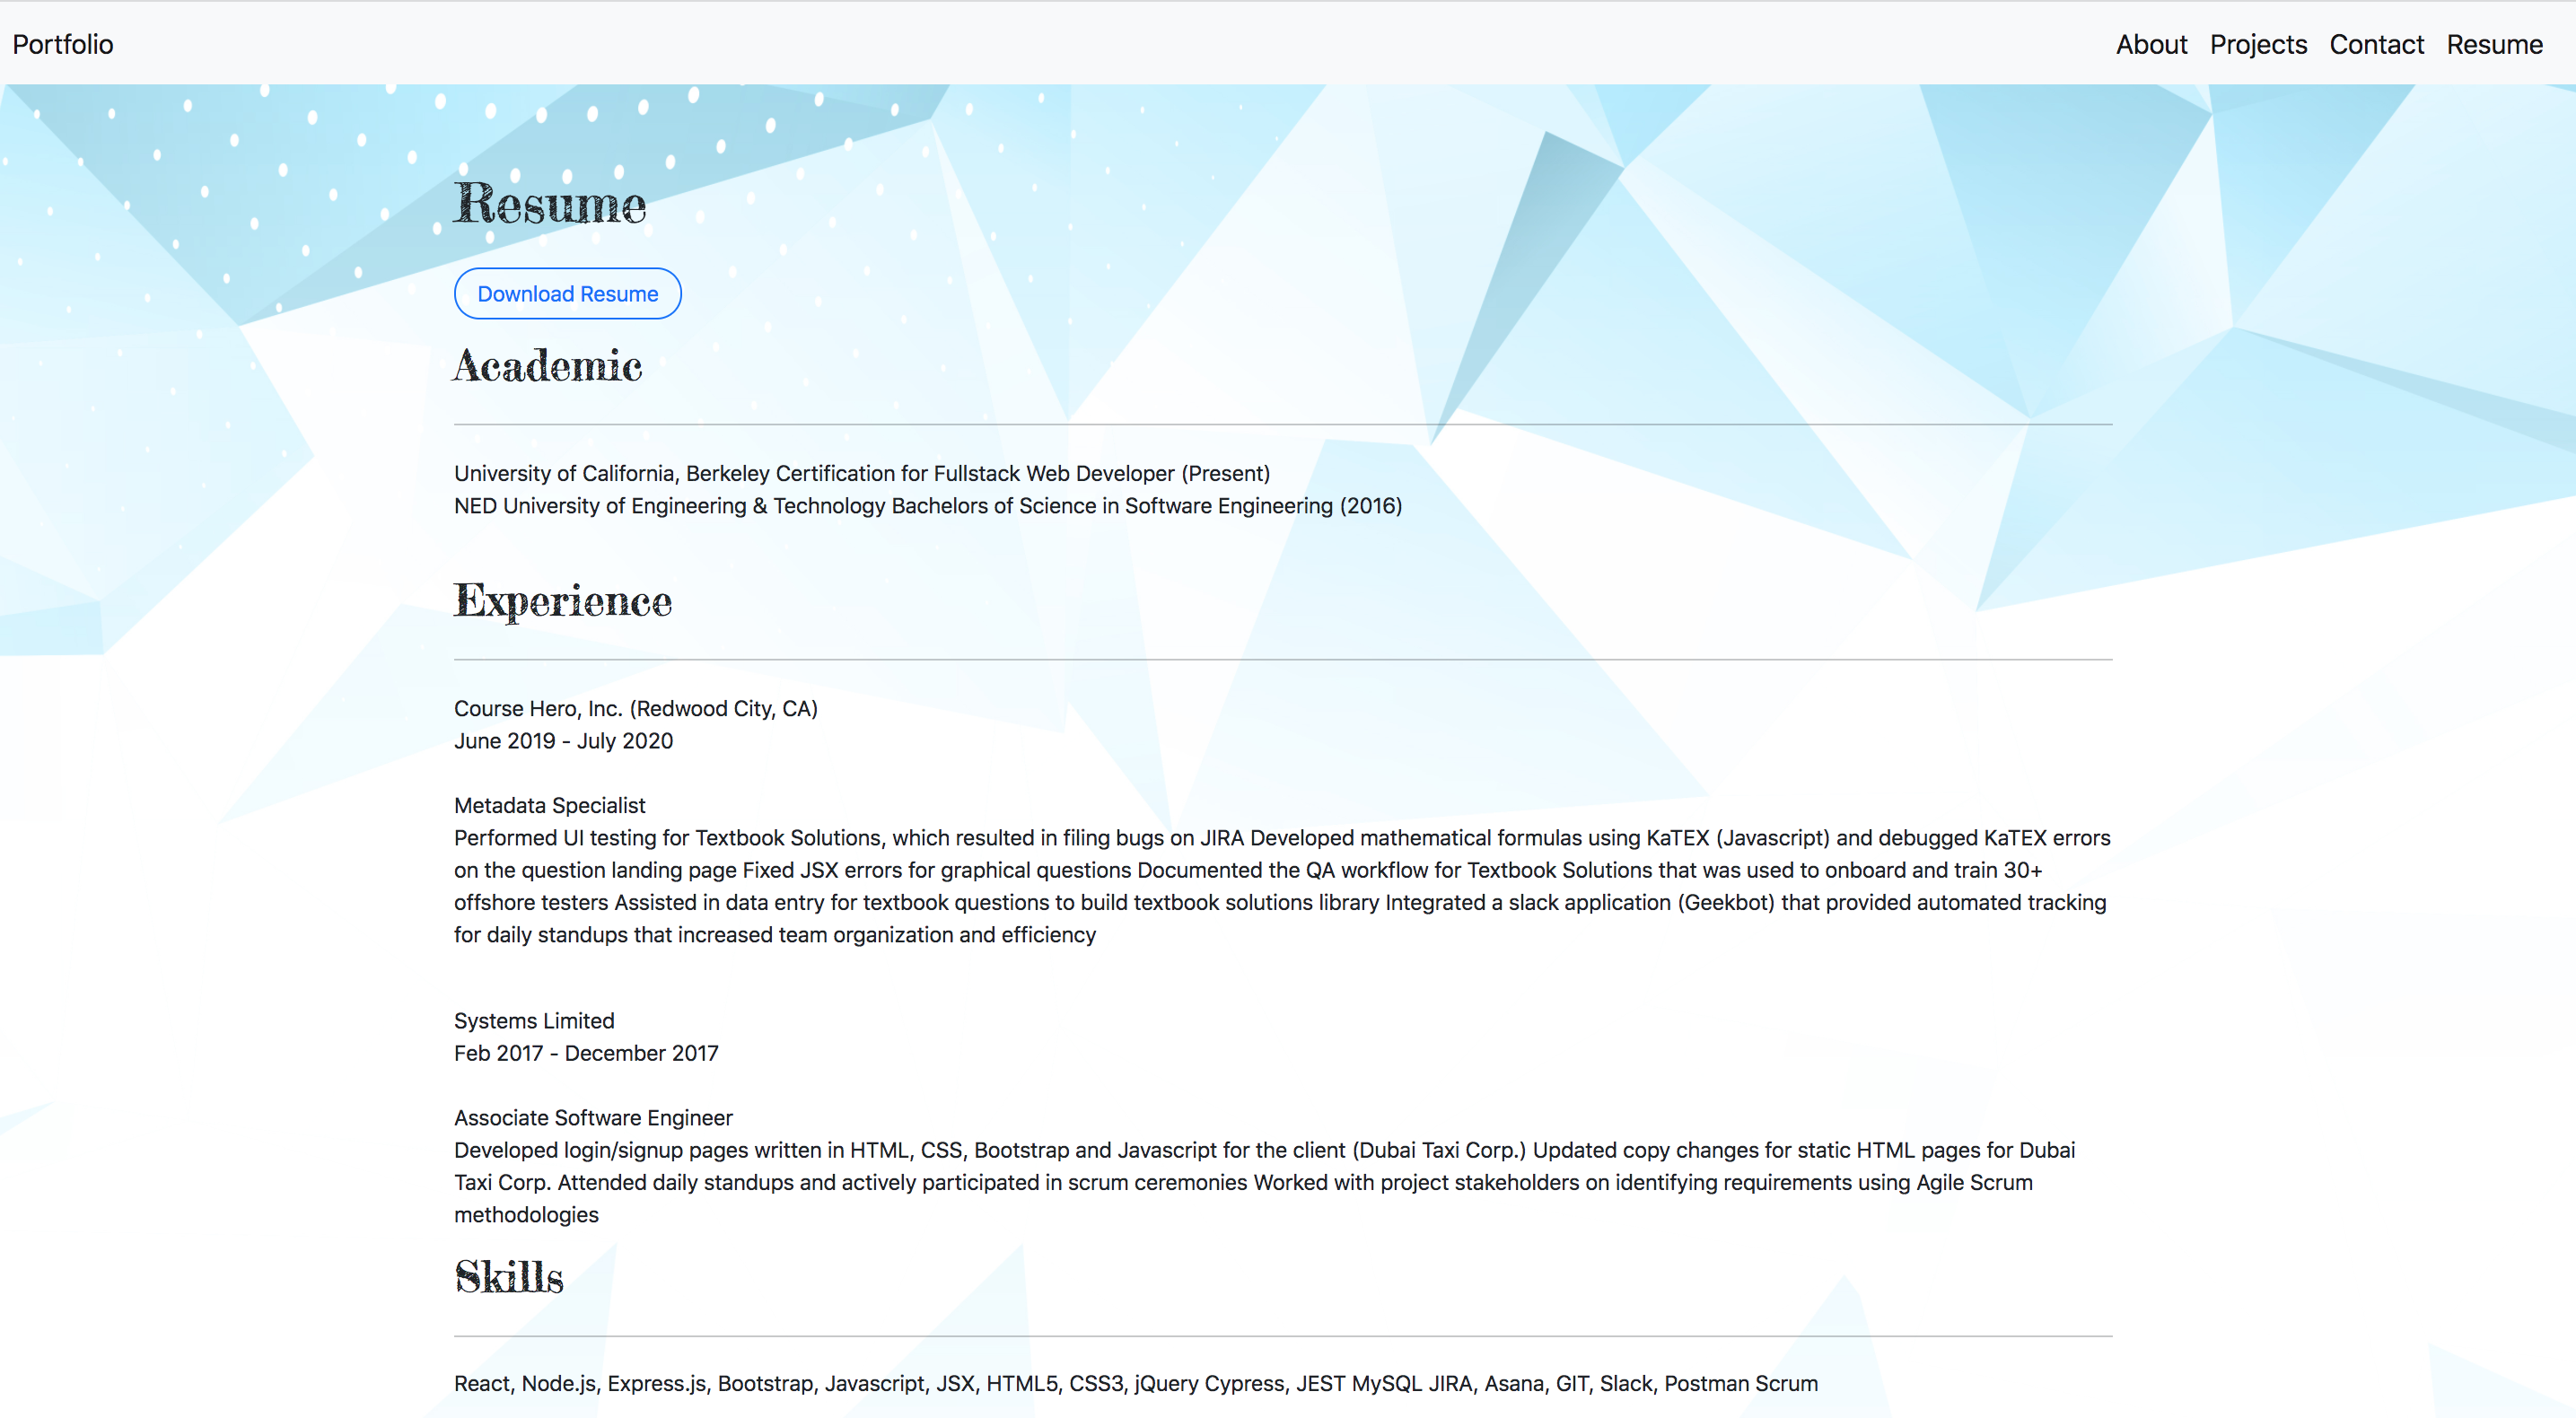 Portfolio
About Projects Contact Resume
Resume
Download Resume
Academic
University of California, Berkeley Certification for Fullstack Web Developer (Present)
NED University of Engineering & Technology Bachelors of Science in Software Engineering (2016)
Experience
Course Hero, Inc. (Redwood City, CA)
June 2019 - July 2020
Metadata Specialist
Performed UI testing for Textbook Solutions, which resulted in filing bugs on JIRA Developed mathematical formulas using KaTEX (Javascript) and debugged KaTEX errors
on the question landing page Fixed JSX errors for graphical questions Documented the QA workflow for Textbook Solutions that was used to onboard and train 30+
offshore testers Assisted in data entry for textbook questions to build textbook solutions library Integrated a slack application (Geekbot) that provided automated tracking
for daily standups that increased team organization and efficiency
Systems Limited
Feb 2017 - December 2017
Associate Software Engineer
Developed login/signup pages written in HTML, CSS, Bootstrap and Javascript for the client (Dubai Taxi Corp.) Updated copy changes for static HTML pages for Dubai
Taxi Corp. Attended daily standups and actively participated in scrum ceremonies Worked with project stakeholders on identifying requirements using Agile Scrum
methodologies
Skills
React, Node.js, Express.js, Bootstrap, Javascript, JSX, HTML5, CSS3, jQuery Cypress, JEST MySQL JIRA, Asana, GIT, Slack, Postman Scrum